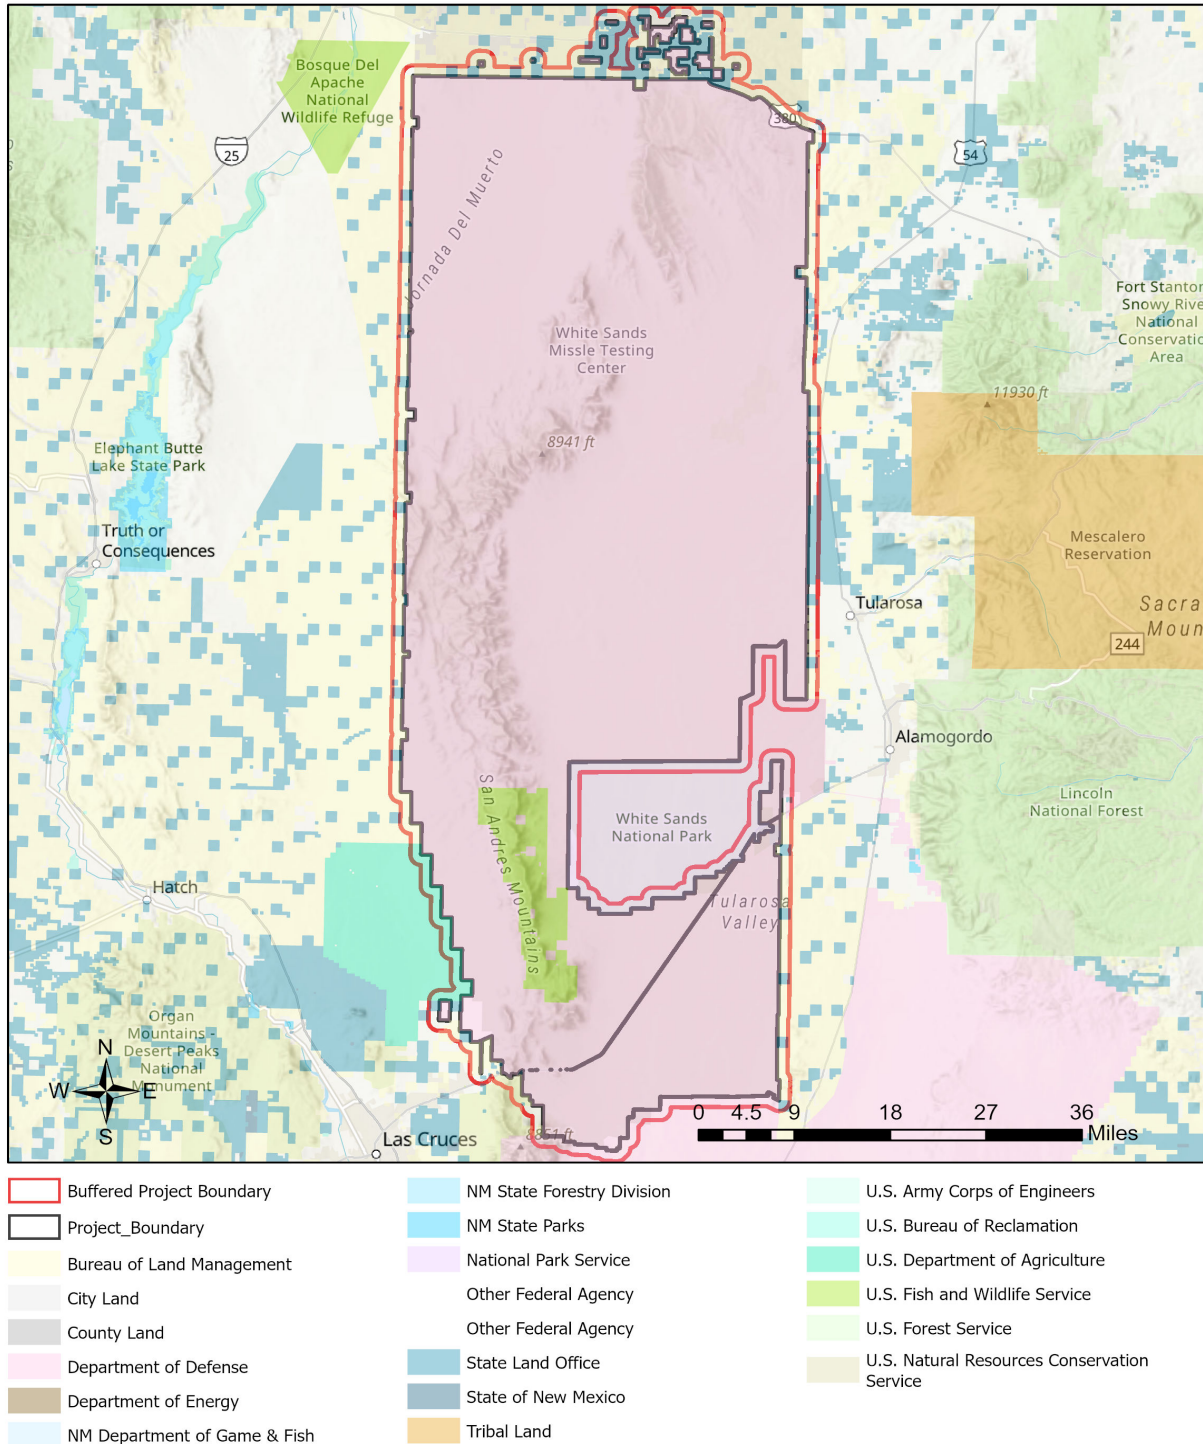 Bosque Del
Apache
National
Wildlife Refuge
25
380
54
Jornada Del Muerto
Fort Stanton
Snowy Rive
National
Conservatio
Area
White Sands
Missle Testing
Center
11930 ft
8941 ft
Elephant Butte
Lake State Park
Truth or
Consequences
Mescalero
Reservation
Tularosa
Sacra
Moun
244
Alamogordo
San Andres Mountains
White Sands
National Park
Lincoln
National Forest
Hatch
Tularosa
Valley
Organ
Mountains -
Desert Peaks
National
Monument
N
W E
S
Las Cruces
8851 ft
0 4.5 9 18 27 36
Miles
Buffered Project Boundary
Project_Boundary
Bureau of Land Management
City Land
County Land
Department of Defense
Department of Energy
NM Department of Game & Fish
NM State Forestry Division
NM State Parks
National Park Service
Other Federal Agency
Other Federal Agency
State Land Office
State of New Mexico
Tribal Land
U.S. Army Corps of Engineers
U.S. Bureau of Reclamation
U.S. Department of Agriculture
U.S. Fish and Wildlife Service
U.S. Forest Service
U.S. Natural Resources Conservation
Service